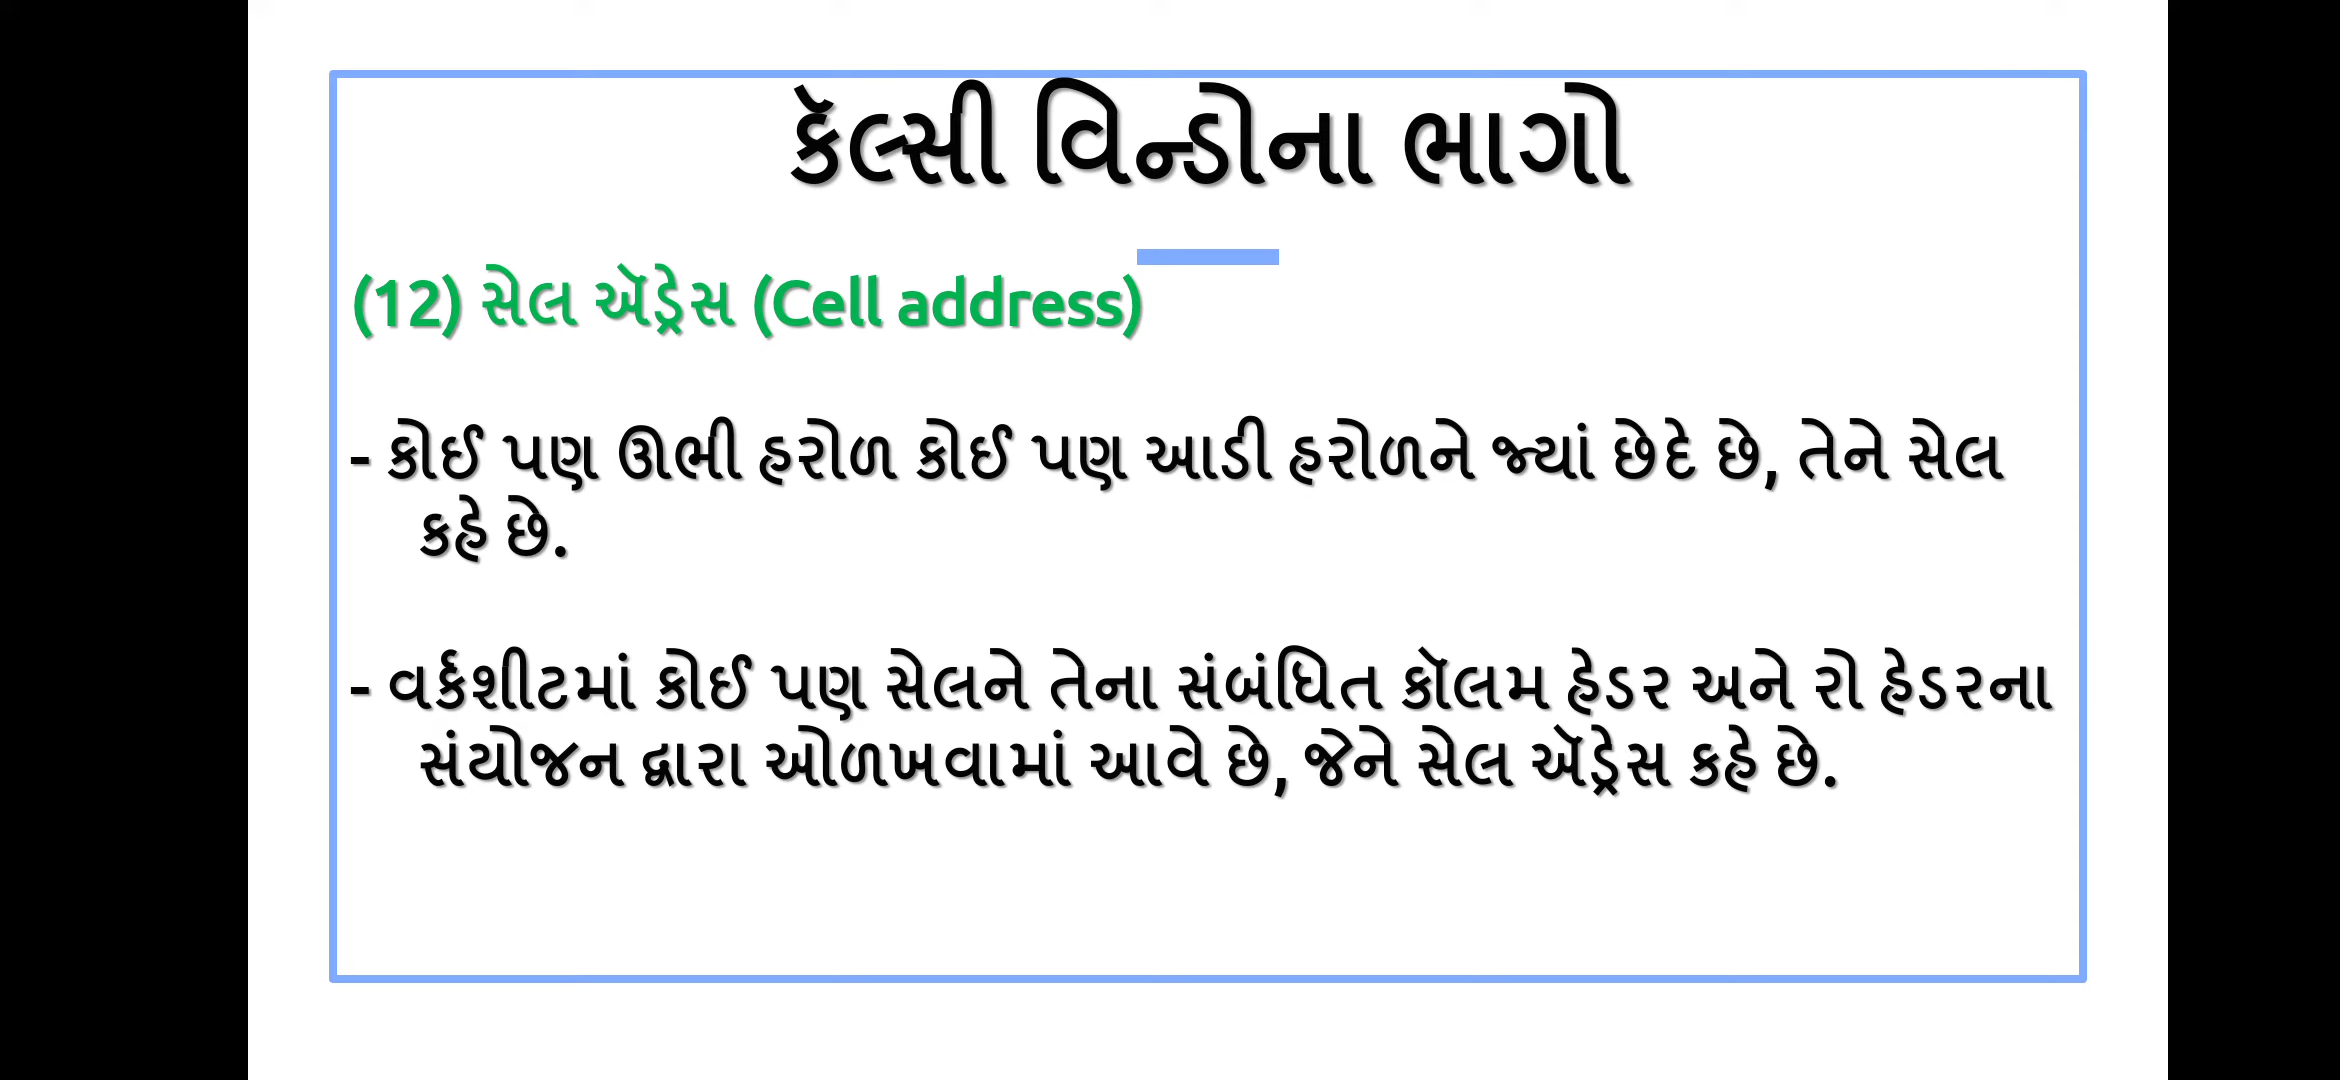 કૅલ્સી વિન્ડોના ભાગો
(12) સેલ ઍડ્રેસ (Cell address)
- કોઈ પણ ઊભી હરોળ કોઈ પણ આડી હરોળને જ્યાં છેદે છે, તેને સેલ
કહે છે.
- વર્કશીટમાં કોઈ પણ સેલને તેના સંબંધિત કૉલમ હેડર અને રો હેડરના
સંયોજન દ્વારા ઓળખવામાં આવે છે, જેને સેલ ઍડ્રેસ કહે છે.